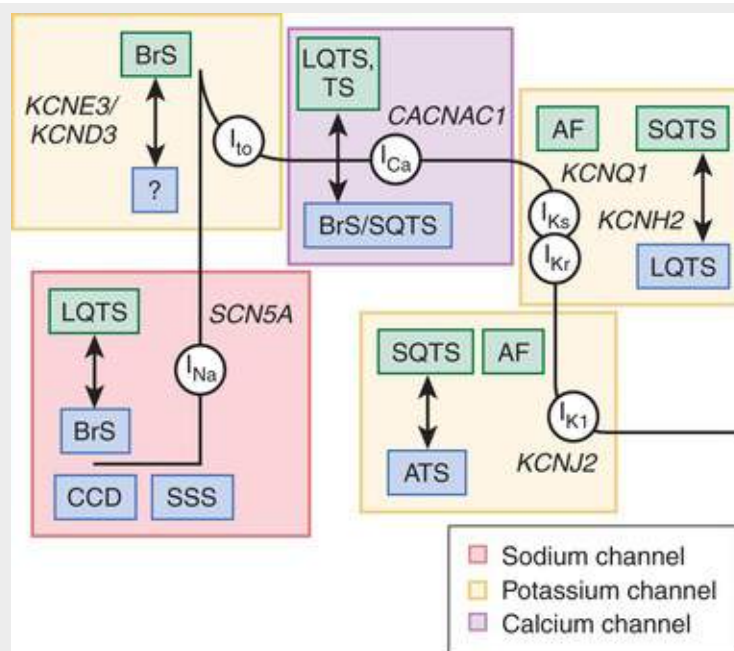 BrS
KCNE3/
KCND3
?
Ito
LQTS,
TS
CACNAC1
ICa
BrS/SQTS
AF
SQTS
KCNQ1
IKs
KCNH2
IKr
LQTS
LQTS
SCN5A
INa
BrS
CCD
SSS
SQTS
AF
IK1
ATS
KCNJ2
Sodium channel
Potassium channel
Calcium channel